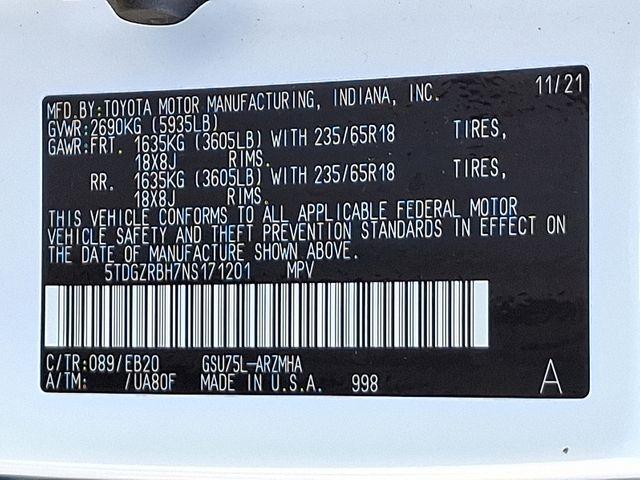 MFD.BY:TOYOTA MOTOR MANUFACTURING, INDIANA, INC. 11/21
GVWR:2690KG (5935LB)
GAWR:FRT. 1635KG (3605LB) WITH 235/65R18 TIRES,
18X8J RIMS.
RR. 1635KG (3605LB) WITH 235/65R18 TIRES,
18X8J RIMS.
THIS VEHICLE CONFORMS TO ALL APPLICABLE FEDERAL MOTOR
VEHICLE SAFETY AND THEFT PREVENTION STANDARDS IN EFFECT ON
THE DATE OF MANUFACTURE SHOWN ABOVE.
5TDGZRBH7NS171201 MPV
C/TR:089/EB20 GSU75L-ARZMHA
A/TM: /UA80F MADE IN U.S.A. 998 A